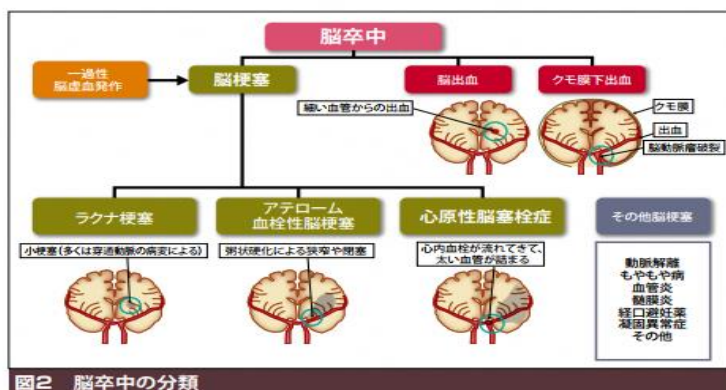 脳卒中
一過性
脳虚血発作
脳梗塞
脳出血
クモ膜下出血
細い血管からの出血
クモ膜
出血
脳動脈瘤破裂
ラクナ梗塞
アテローム
血栓性脳梗塞
心原性脳塞栓症
その他脳梗塞
小梗塞(多くは穿通動脈の病変による)
粥状硬化による狭窄や閉塞
心内血栓が流れてきて、
太い血管が詰まる
動脈解離
もやもや病
血管炎
髄膜炎
経口避妊薬
凝固異常症
その他
図2 脳卒中の分類